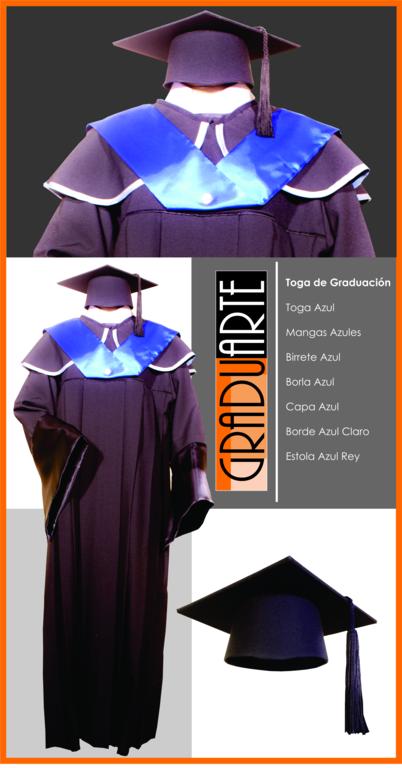 GRADUARTE
Toga de Graduación
Toga Azul
Mangas Azules
Birrete Azul
Borla Azul
Capa Azul
Borde Azul Claro
Estola Azul Rey